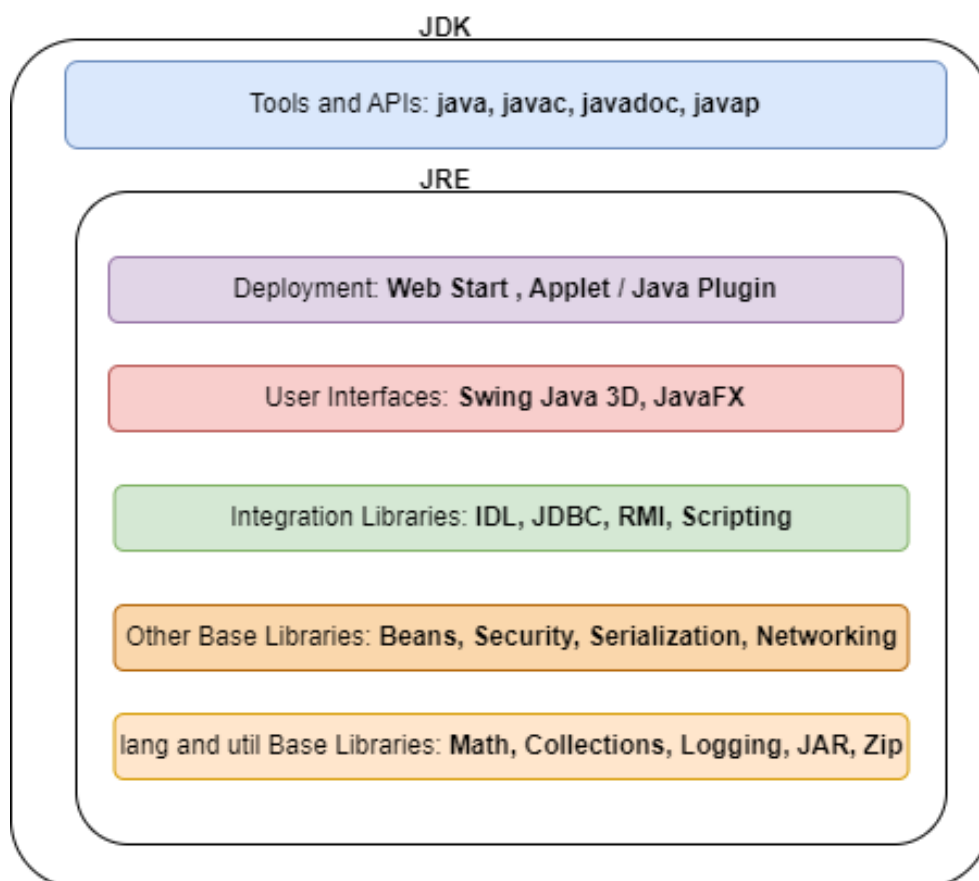 JDK
Tools and APIs: java, javac, javadoc, javap
JRE
Deployment: Web Start , Applet / Java Plugin
User Interfaces: Swing Java 3D, JavaFX
Integration Libraries: IDL, JDBC, RMI, Scripting
Other Base Libraries: Beans, Security, Serialization, Networking
lang and util Base Libraries: Math, Collections, Logging, JAR, Zip